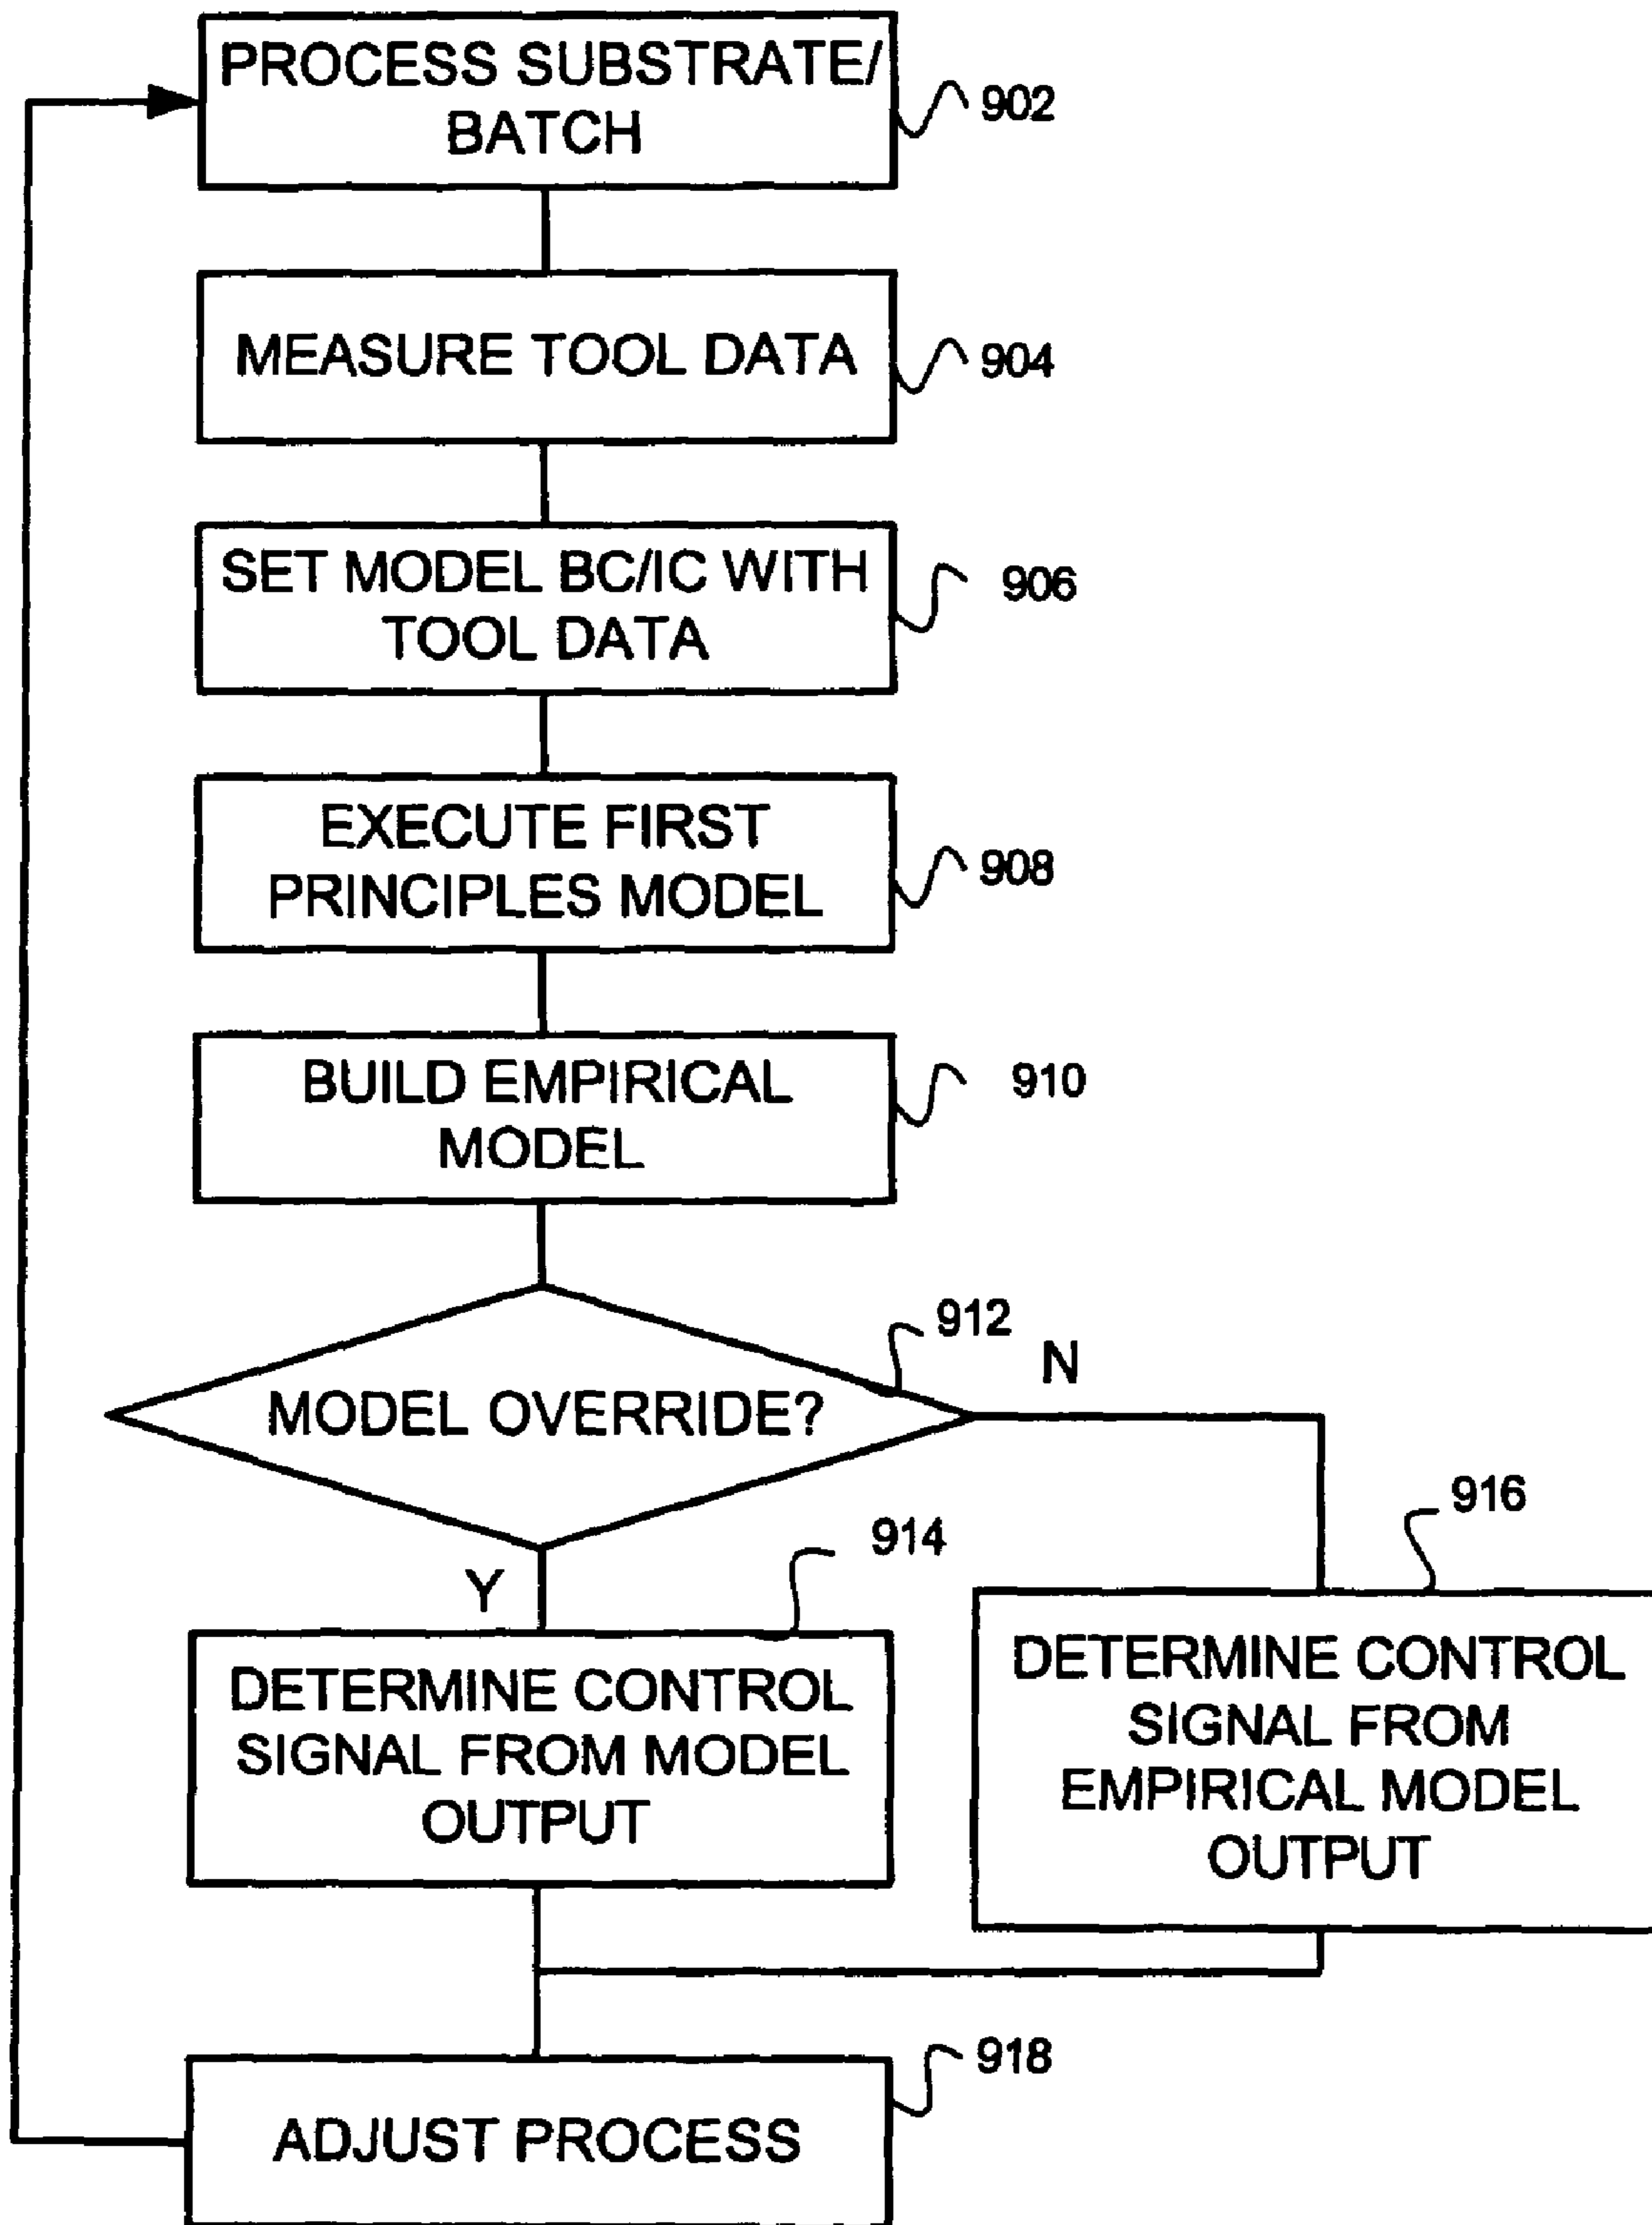 PROCESS SUBSTRATE/
BATCH
902
MEASURE TOOL DATA
904
SET MODEL BC/IC WITH
TOOL DATA
906
EXECUTE FIRST
PRINCIPLES MODEL
908
BUILD EMPIRICAL
MODEL
910
912
MODEL OVERRIDE?
N
Y
914
DETERMINE CONTROL
SIGNAL FROM MODEL
OUTPUT
916
DETERMINE CONTROL
SIGNAL FROM
EMPIRICAL MODEL
OUTPUT
918
ADJUST PROCESS